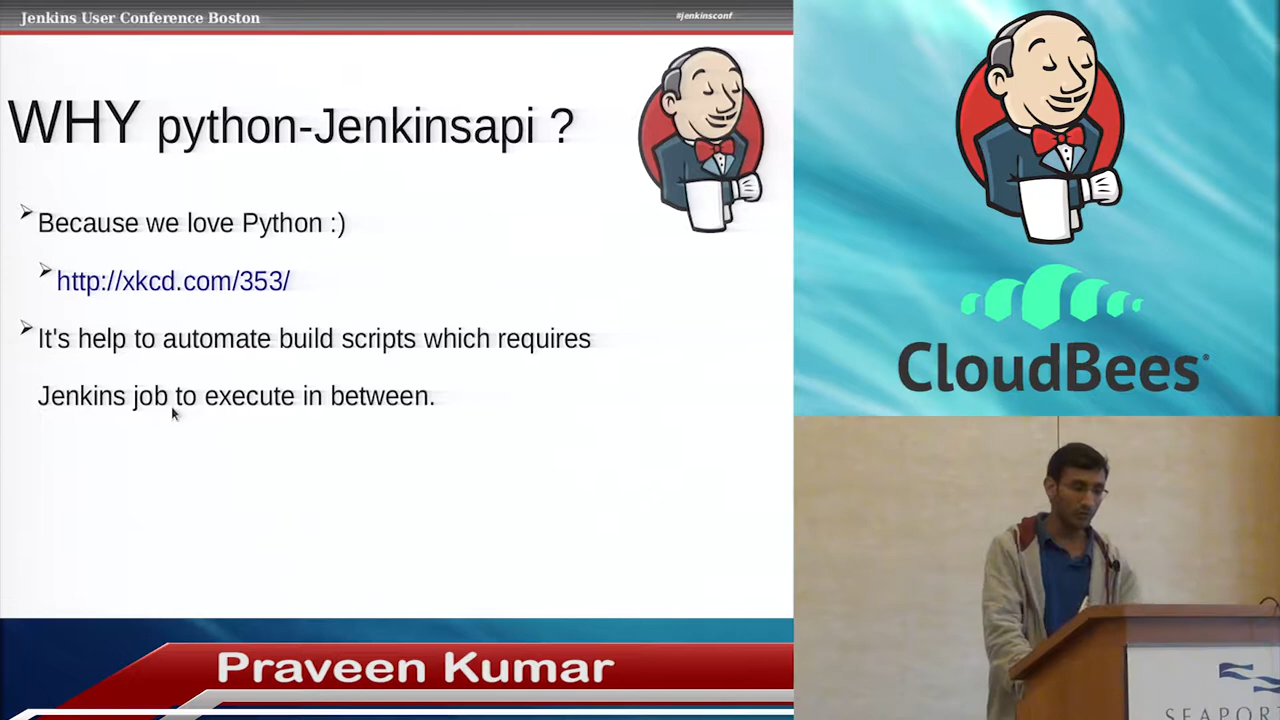 Jenkins User Conference Boston
#jenkinsconf
WHY python-Jenkinsapi ?
Because we love Python :)
http://xkcd.com/353/
It's help to automate build scripts which requires
Jenkins job to execute in between.
Praveen Kumar
CloudBees
SEAPOR